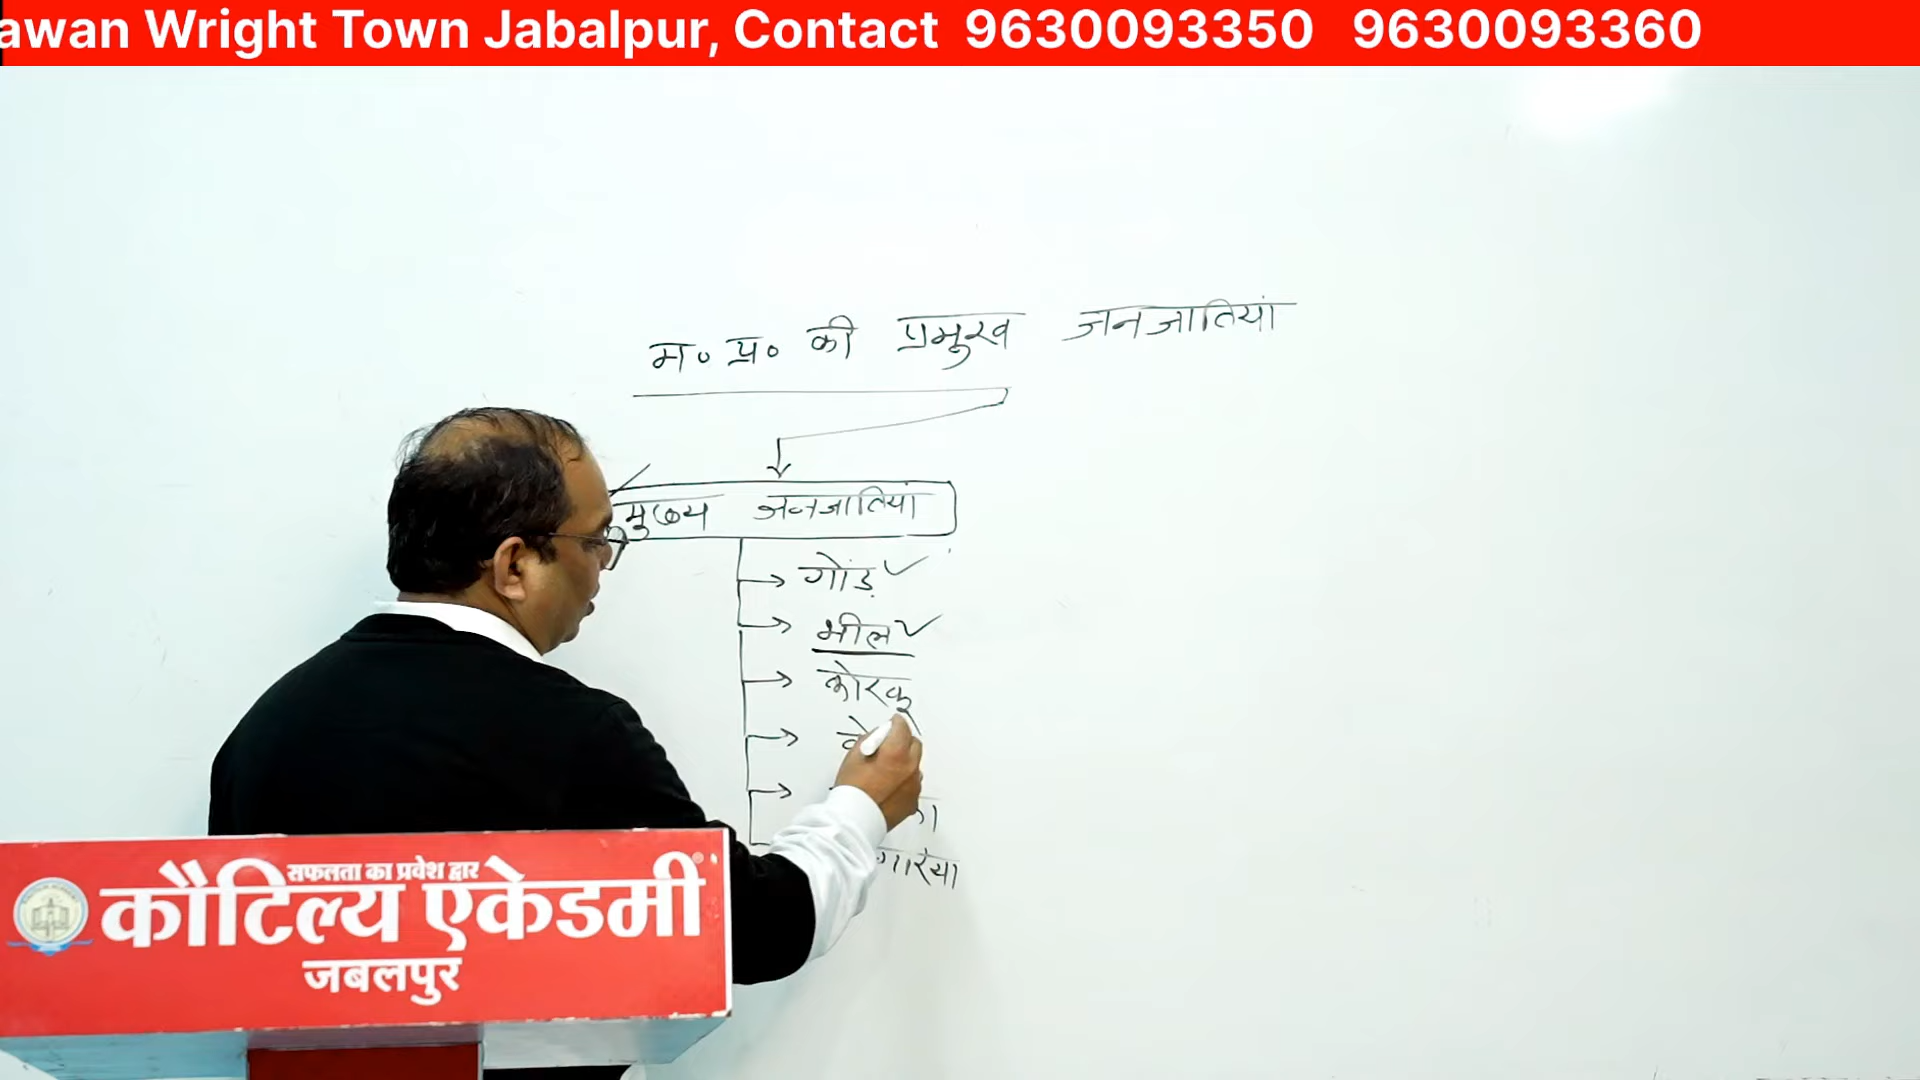 awan Wright Town Jabalpur, Contact 9630093350 9630093360
म० प्र० की प्रमुख जनजातियां
मुख्य जनजातियां
गोंड़
भील
कोरकू
सफलता का प्रवेश द्वार
कौटिल्य एकेडमी
जबलपुर